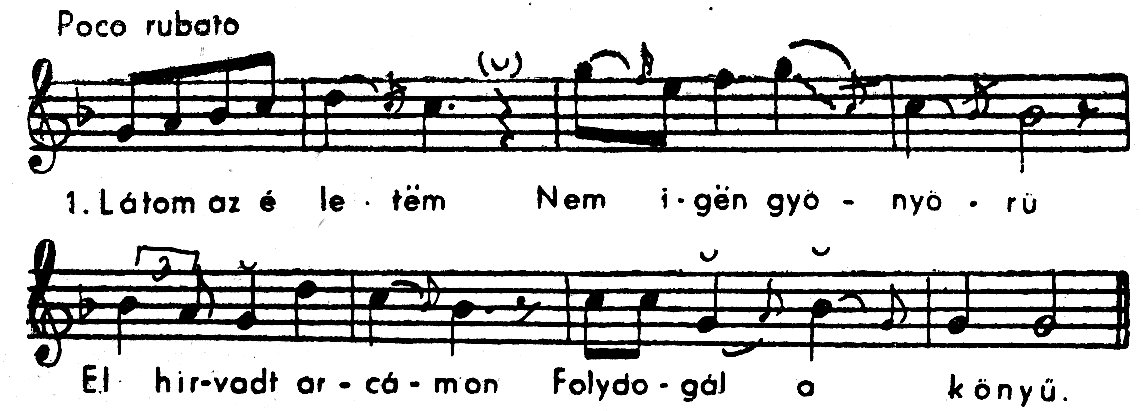 Poco rubato
1. Látom az é le - tëm Nem i - gën gyö - nyö - rü
3
El hir-vadt ar - cá - mon Folydo - gál a könyű.